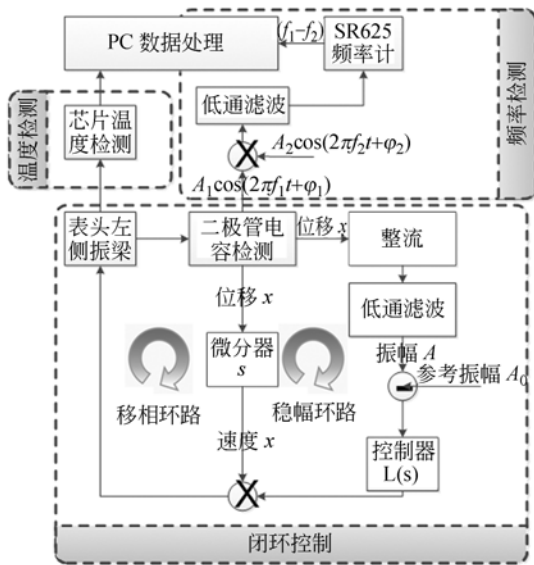 PC 数据处理
(f₁–f₂)
SR625
频率计
频率检测
低通滤波
芯片温
度检测
温度检测
A₂cos(2πf₂t+φ₂)
A₁cos(2πf₁t+φ₁)
表头左
侧振梁
二极管电
容检测
位移 x
整流
位移 x
低通滤波
微分器
s
振幅 A
参考振幅 A₀
移相环路
稳幅环路
速度 x
控制器
L(s)
闭环控制